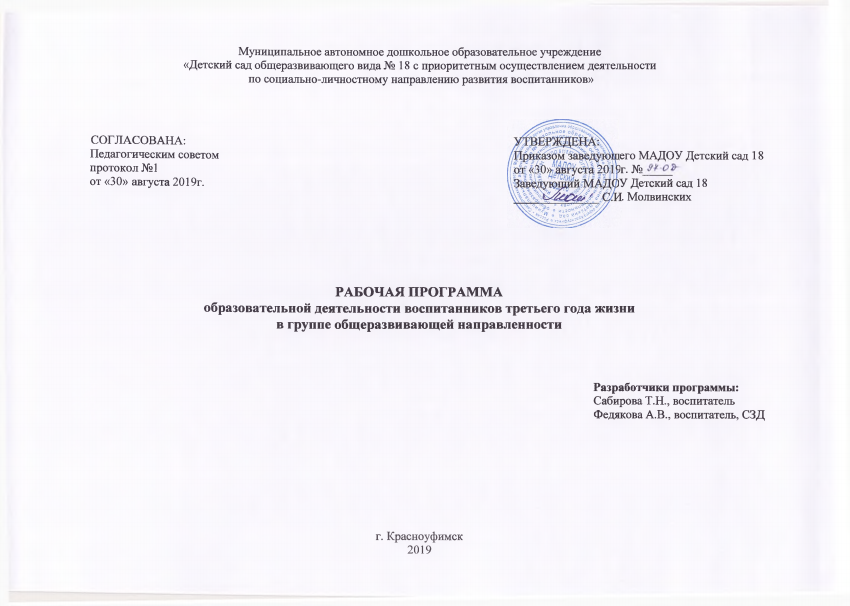 Муниципальное автономное дошкольное образовательное учреждение
«Детский сад общеразвивающего вида № 18 с приоритетным осуществлением деятельности
по социально-личностному направлению развития воспитанников»
СОГЛАСОВАНА:
Педагогическим советом
протокол №1
от «30» августа 2019г.
УТВЕРЖДЕНА:
Приказом заведующего МАДОУ Детский сад 18
от «30» августа 2019г. №
Заведующий МАДОУ Детский сад 18
С.И. Молвинских
РАБОЧАЯ ПРОГРАММА
образовательной деятельности воспитанников третьего года жизни
в группе общеразвивающей направленности
Разработчики программы:
Сабирова Т.Н., воспитатель
Федякова А.В., воспитатель, СЗД
г. Красноуфимск
2019